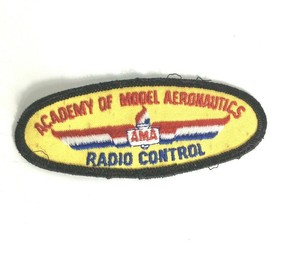 ACADEMY OF MODEL AERONAUTICS
AMA
RADIO CONTROL